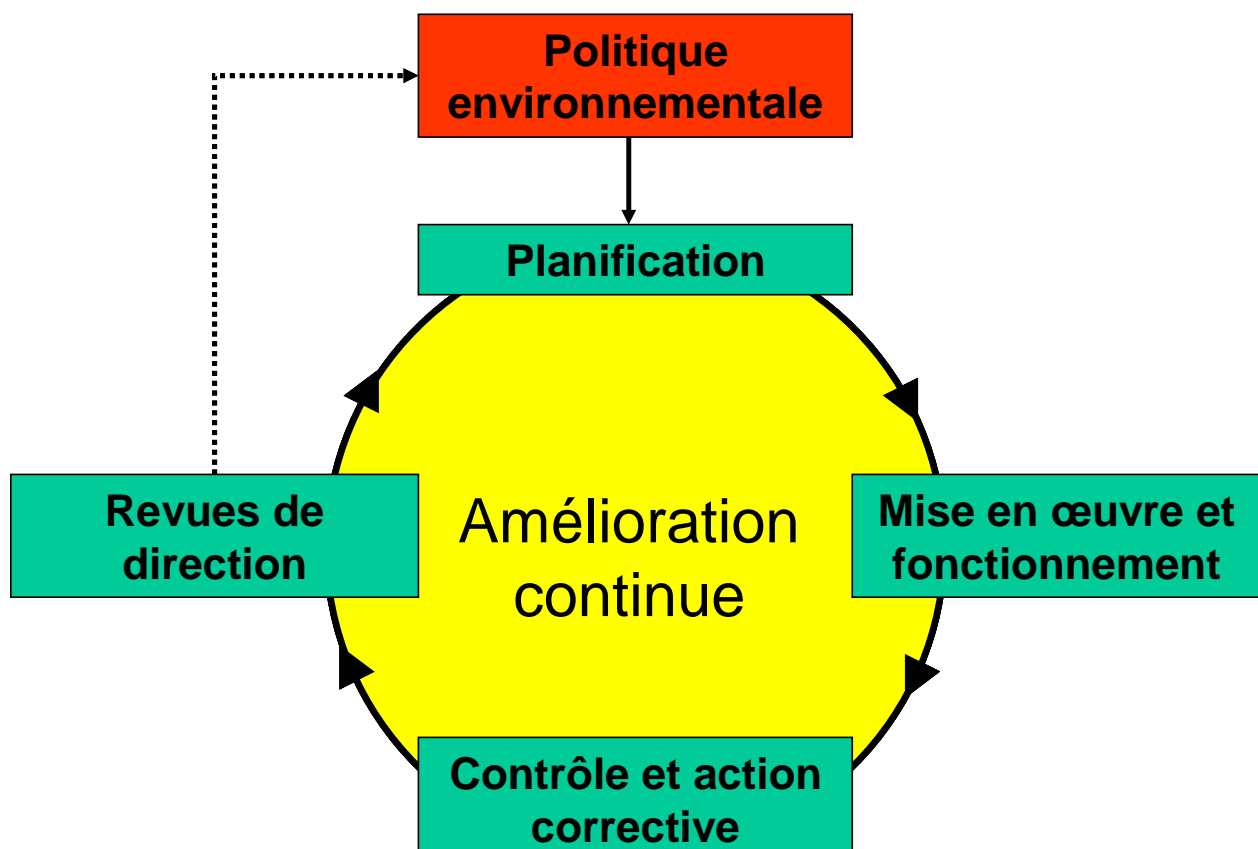 Politique
environnementale
Planification
Revues de
direction
Amélioration
continue
Mise en œuvre et
fonctionnement
Contrôle et action
corrective